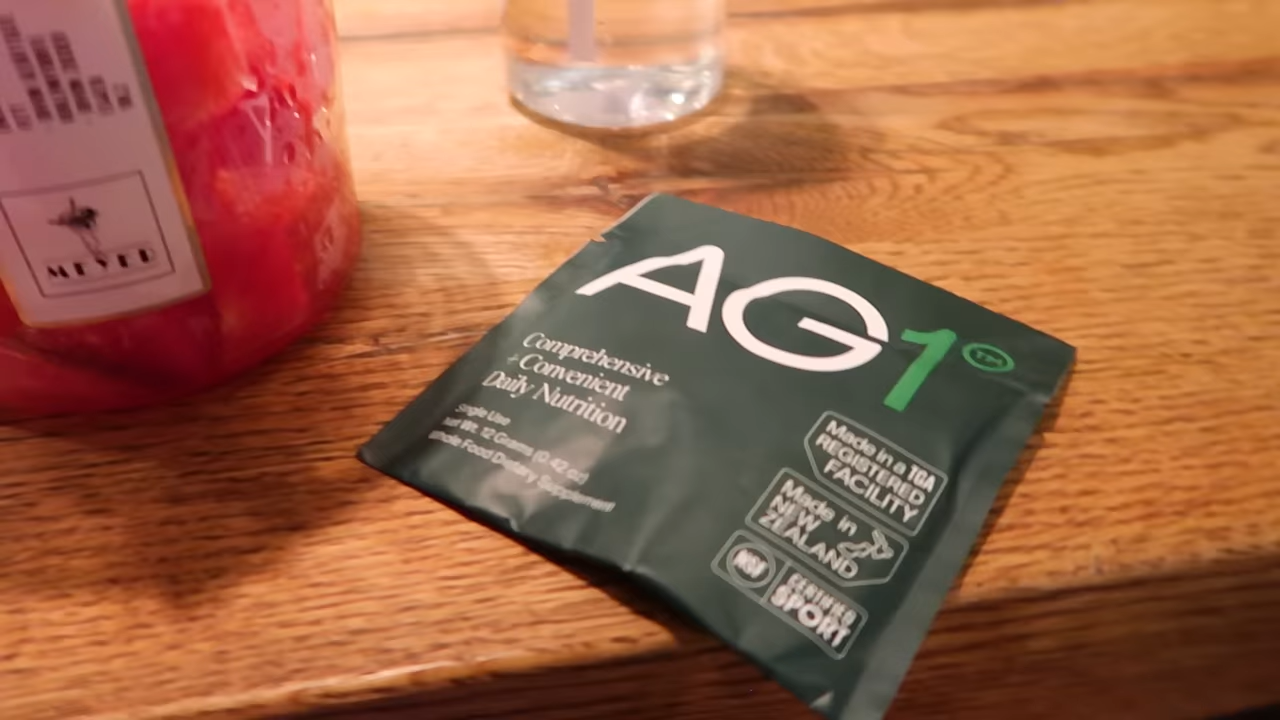 MEYER
AG1™
Comprehensive
+ Convenient
Daily Nutrition
Single Use
Net Wt. 12 Grams (0.42 oz)
Whole Food Dietary Supplement
Made in a TGA
REGISTERED
FACILITY
Made in
NEW
ZEALAND
NSF
CERTIFIED
SPORT